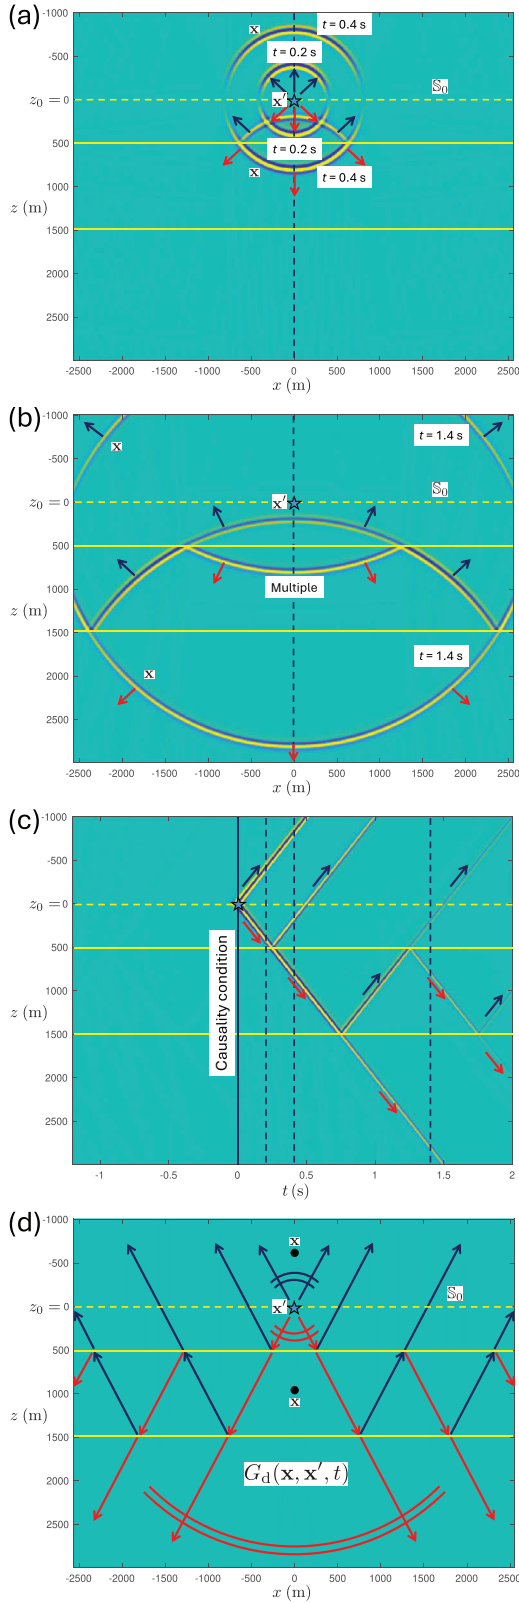 (a)
-1000
x
t = 0.4 s
-500
t = 0.2 s
𝕊₀
z₀ = 0
x′
500
t = 0.2 s
x
t = 0.4 s
1000
z (m)
1500
2000
2500
-2500 -2000 -1500 -1000 -500 0 500 1000 1500 2000 2500
x (m)
(b)
-1000
x
t = 1.4 s
-500
𝕊₀
z₀ = 0
x′
500
Multiple
1000
z (m)
1500
t = 1.4 s
x
2000
2500
-2500 -2000 -1500 -1000 -500 0 500 1000 1500 2000 2500
x (m)
(c)
-1000
-500
z₀ = 0
500
Causality condition
1000
z (m)
1500
2000
2500
-1 -0.5 0 0.5 1 1.5 2
t (s)
(d)
-1000
x
-500
𝕊₀
z₀ = 0
x′
500
1000
x
z (m)
1500
G_d(x, x′, t)
2000
2500
-2500 -2000 -1500 -1000 -500 0 500 1000 1500 2000 2500
x (m)